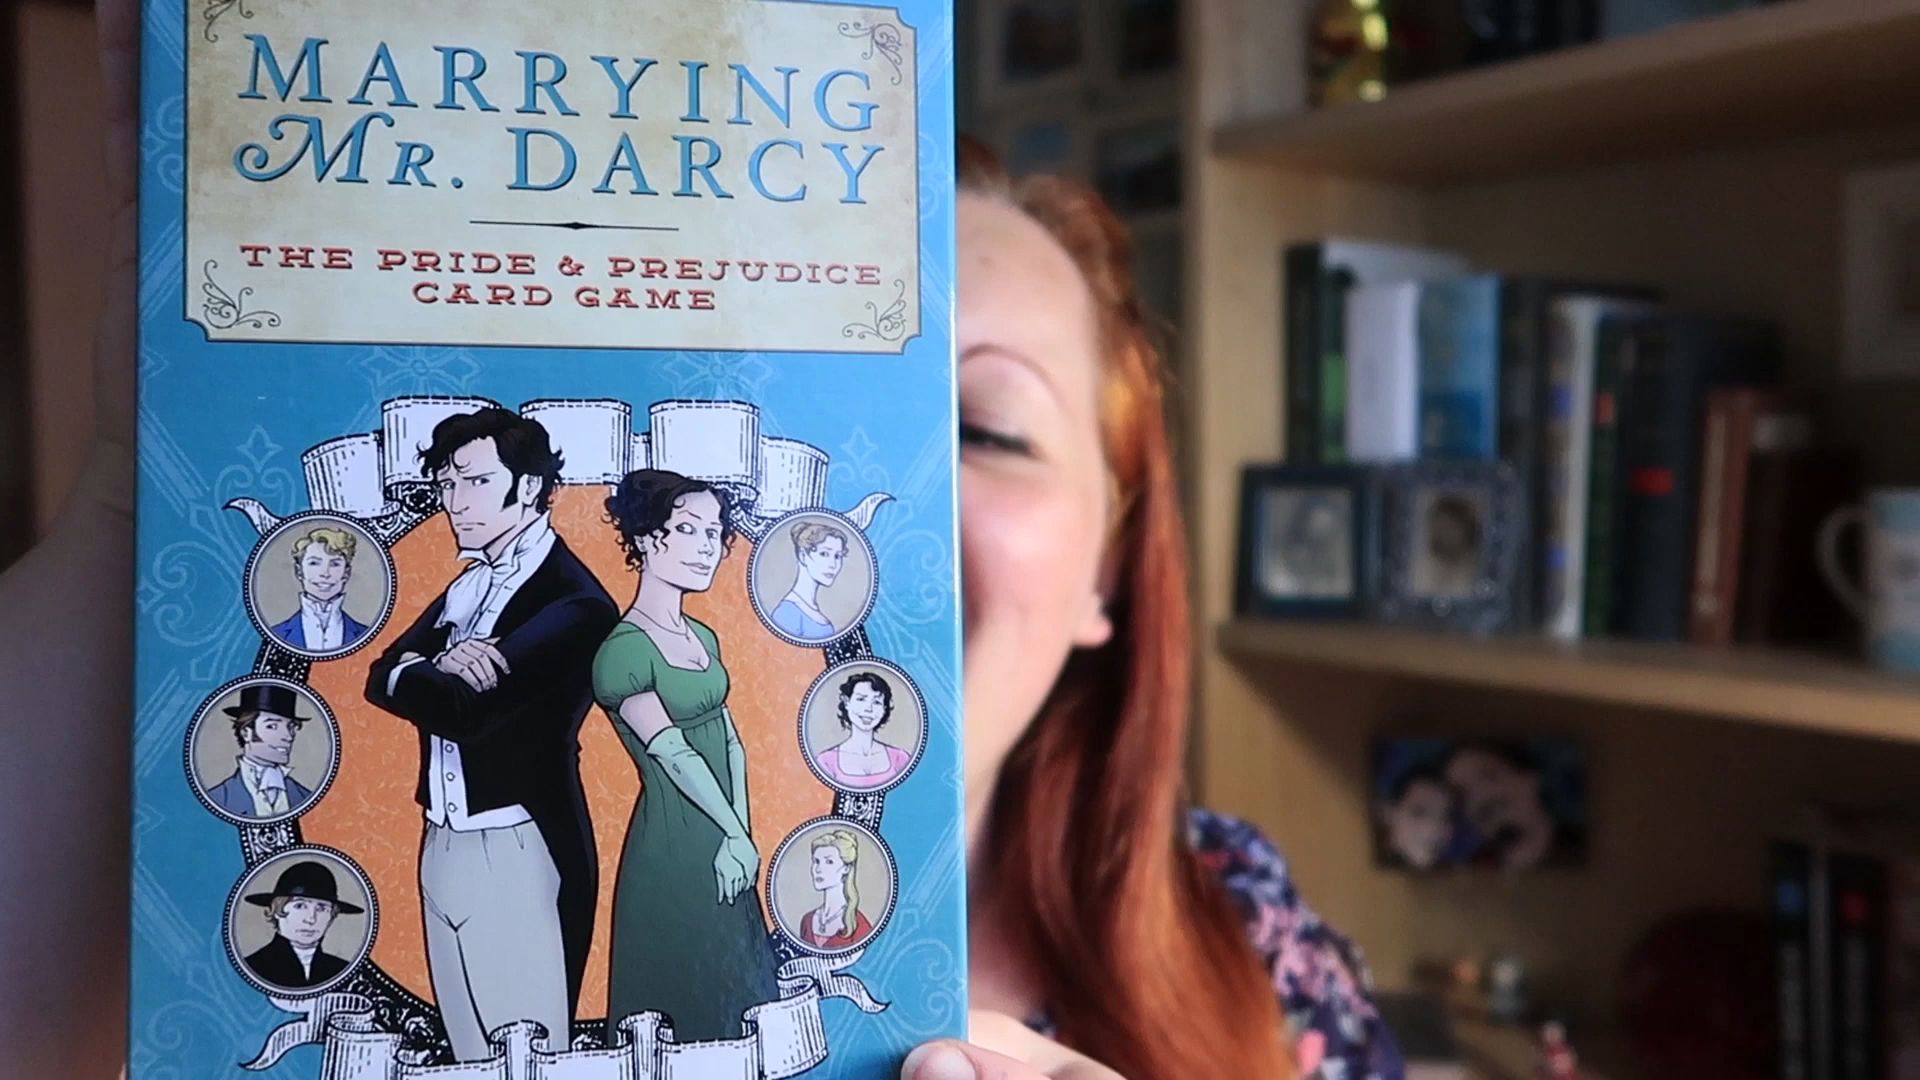 MARRYING
MR. DARCY
THE PRIDE & PREJUDICE
CARD GAME